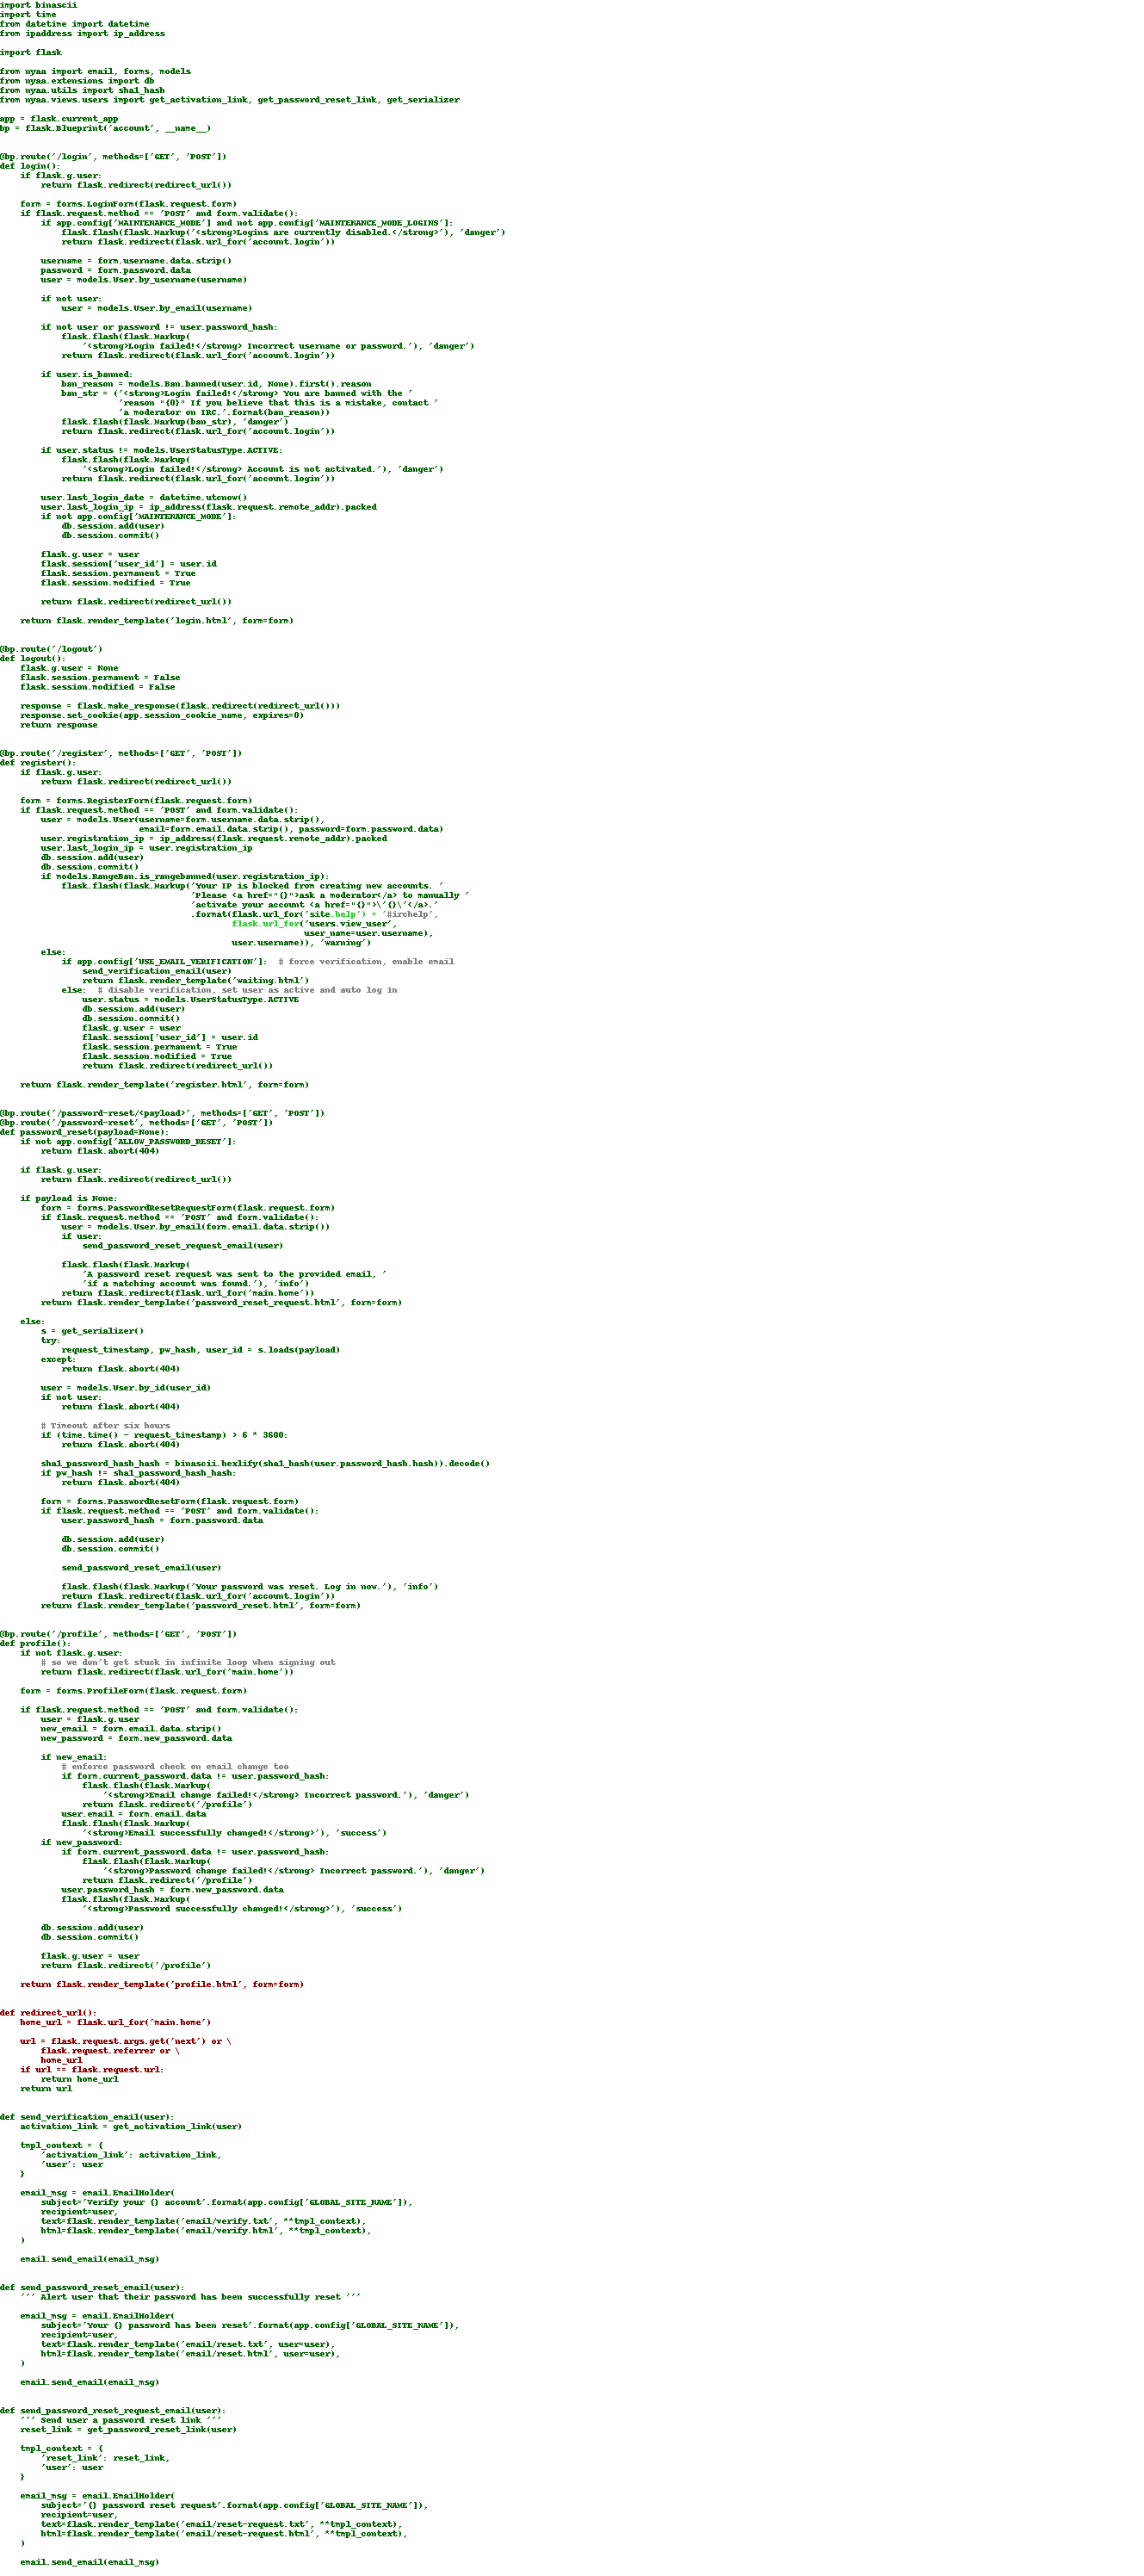 import binascii
import time
from datetime import datetime
from ipaddress import ip_address

import flask

from nyaa import email, forms, models
from nyaa.extensions import db
from nyaa.utils import sha1_hash
from nyaa.views.users import get_activation_link, get_password_reset_link, get_serializer

app = flask.current_app
bp = flask.Blueprint('account', __name__)


@bp.route('/login', methods=['GET', 'POST'])
def login():
    if flask.g.user:
        return flask.redirect(redirect_url())

    form = forms.LoginForm(flask.request.form)
    if flask.request.method == 'POST' and form.validate():
        if app.config['MAINTENANCE_MODE'] and not app.config['MAINTENANCE_MODE_LOGINS']:
            flask.flash(flask.Markup('<strong>Logins are currently disabled.</strong>'), 'danger')
            return flask.redirect(flask.url_for('account.login'))

        username = form.username.data.strip()
        password = form.password.data
        user = models.User.by_username(username)

        if not user:
            user = models.User.by_email(username)

        if not user or password != user.password_hash:
            flask.flash(flask.Markup(
                '<strong>Login failed!</strong> Incorrect username or password.'), 'danger')
            return flask.redirect(flask.url_for('account.login'))

        if user.is_banned:
            ban_reason = models.Ban.banned(user.id, None).first().reason
            ban_str = ('<strong>Login failed!</strong> You are banned with the '
                       'reason "{0}" If you believe that this is a mistake, contact '
                       'a moderator on IRC.'.format(ban_reason))
            flask.flash(flask.Markup(ban_str), 'danger')
            return flask.redirect(flask.url_for('account.login'))

        if user.status != models.UserStatusType.ACTIVE:
            flask.flash(flask.Markup(
                '<strong>Login failed!</strong> Account is not activated.'), 'danger')
            return flask.redirect(flask.url_for('account.login'))

        user.last_login_date = datetime.utcnow()
        user.last_login_ip = ip_address(flask.request.remote_addr).packed
        if not app.config['MAINTENANCE_MODE']:
            db.session.add(user)
            db.session.commit()

        flask.g.user = user
        flask.session['user_id'] = user.id
        flask.session.permanent = True
        flask.session.modified = True

        return flask.redirect(redirect_url())

    return flask.render_template('login.html', form=form)


@bp.route('/logout')
def logout():
    flask.g.user = None
    flask.session.permanent = False
    flask.session.modified = False

    response = flask.make_response(flask.redirect(redirect_url()))
    response.set_cookie(app.session_cookie_name, expires=0)
    return response


@bp.route('/register', methods=['GET', 'POST'])
def register():
    if flask.g.user:
        return flask.redirect(redirect_url())

    form = forms.RegisterForm(flask.request.form)
    if flask.request.method == 'POST' and form.validate():
        user = models.User(username=form.username.data.strip(),
                           email=form.email.data.strip(), password=form.password.data)
        user.registration_ip = ip_address(flask.request.remote_addr).packed
        user.last_login_ip = user.registration_ip
        db.session.add(user)
        db.session.commit()
        if models.RangeBan.is_rangebanned(user.registration_ip):
            flask.flash(flask.Markup('Your IP is blocked from creating new accounts. '
                                     'Please <a href="{}">ask a moderator</a> to manually '
                                     'activate your account <a href="{}">\'{}\'</a>.'
                                     .format(flask.url_for('site.help') + '#irchelp',
                                             flask.url_for('users.view_user',
                                                           user_name=user.username),
                                             user.username)), 'warning')
        else:
            if app.config['USE_EMAIL_VERIFICATION']:  # force verification, enable email
                send_verification_email(user)
                return flask.render_template('waiting.html')
            else:  # disable verification, set user as active and auto log in
                user.status = models.UserStatusType.ACTIVE
                db.session.add(user)
                db.session.commit()
                flask.g.user = user
                flask.session['user_id'] = user.id
                flask.session.permanent = True
                flask.session.modified = True
                return flask.redirect(redirect_url())

    return flask.render_template('register.html', form=form)


@bp.route('/password-reset/<payload>', methods=['GET', 'POST'])
@bp.route('/password-reset', methods=['GET', 'POST'])
def password_reset(payload=None):
    if not app.config['ALLOW_PASSWORD_RESET']:
        return flask.abort(404)

    if flask.g.user:
        return flask.redirect(redirect_url())

    if payload is None:
        form = forms.PasswordResetRequestForm(flask.request.form)
        if flask.request.method == 'POST' and form.validate():
            user = models.User.by_email(form.email.data.strip())
            if user:
                send_password_reset_request_email(user)

            flask.flash(flask.Markup(
                'A password reset request was sent to the provided email, '
                'if a matching account was found.'), 'info')
            return flask.redirect(flask.url_for('main.home'))
        return flask.render_template('password_reset_request.html', form=form)

    else:
        s = get_serializer()
        try:
            request_timestamp, pw_hash, user_id = s.loads(payload)
        except:
            return flask.abort(404)

        user = models.User.by_id(user_id)
        if not user:
            return flask.abort(404)

        # Timeout after six hours
        if (time.time() - request_timestamp) > 6 * 3600:
            return flask.abort(404)

        sha1_password_hash_hash = binascii.hexlify(sha1_hash(user.password_hash.hash)).decode()
        if pw_hash != sha1_password_hash_hash:
            return flask.abort(404)

        form = forms.PasswordResetForm(flask.request.form)
        if flask.request.method == 'POST' and form.validate():
            user.password_hash = form.password.data

            db.session.add(user)
            db.session.commit()

            send_password_reset_email(user)

            flask.flash(flask.Markup('Your password was reset. Log in now.'), 'info')
            return flask.redirect(flask.url_for('account.login'))
        return flask.render_template('password_reset.html', form=form)


@bp.route('/profile', methods=['GET', 'POST'])
def profile():
    if not flask.g.user:
        # so we don't get stuck in infinite loop when signing out
        return flask.redirect(flask.url_for('main.home'))

    form = forms.ProfileForm(flask.request.form)

    if flask.request.method == 'POST' and form.validate():
        user = flask.g.user
        new_email = form.email.data.strip()
        new_password = form.new_password.data

        if new_email:
            # enforce password check on email change too
            if form.current_password.data != user.password_hash:
                flask.flash(flask.Markup(
                    '<strong>Email change failed!</strong> Incorrect password.'), 'danger')
                return flask.redirect('/profile')
            user.email = form.email.data
            flask.flash(flask.Markup(
                '<strong>Email successfully changed!</strong>'), 'success')
        if new_password:
            if form.current_password.data != user.password_hash:
                flask.flash(flask.Markup(
                    '<strong>Password change failed!</strong> Incorrect password.'), 'danger')
                return flask.redirect('/profile')
            user.password_hash = form.new_password.data
            flask.flash(flask.Markup(
                '<strong>Password successfully changed!</strong>'), 'success')

        db.session.add(user)
        db.session.commit()

        flask.g.user = user
        return flask.redirect('/profile')

    return flask.render_template('profile.html', form=form)


def redirect_url():
    home_url = flask.url_for('main.home')

    url = flask.request.args.get('next') or \
        flask.request.referrer or \
        home_url
    if url == flask.request.url:
        return home_url
    return url


def send_verification_email(user):
    activation_link = get_activation_link(user)

    tmpl_context = {
        'activation_link': activation_link,
        'user': user
    }

    email_msg = email.EmailHolder(
        subject='Verify your {} account'.format(app.config['GLOBAL_SITE_NAME']),
        recipient=user,
        text=flask.render_template('email/verify.txt', **tmpl_context),
        html=flask.render_template('email/verify.html', **tmpl_context),
    )

    email.send_email(email_msg)


def send_password_reset_email(user):
    ''' Alert user that their password has been successfully reset '''

    email_msg = email.EmailHolder(
        subject='Your {} password has been reset'.format(app.config['GLOBAL_SITE_NAME']),
        recipient=user,
        text=flask.render_template('email/reset.txt', user=user),
        html=flask.render_template('email/reset.html', user=user),
    )

    email.send_email(email_msg)


def send_password_reset_request_email(user):
    ''' Send user a password reset link '''
    reset_link = get_password_reset_link(user)

    tmpl_context = {
        'reset_link': reset_link,
        'user': user
    }

    email_msg = email.EmailHolder(
        subject='{} password reset request'.format(app.config['GLOBAL_SITE_NAME']),
        recipient=user,
        text=flask.render_template('email/reset-request.txt', **tmpl_context),
        html=flask.render_template('email/reset-request.html', **tmpl_context),
    )

    email.send_email(email_msg)